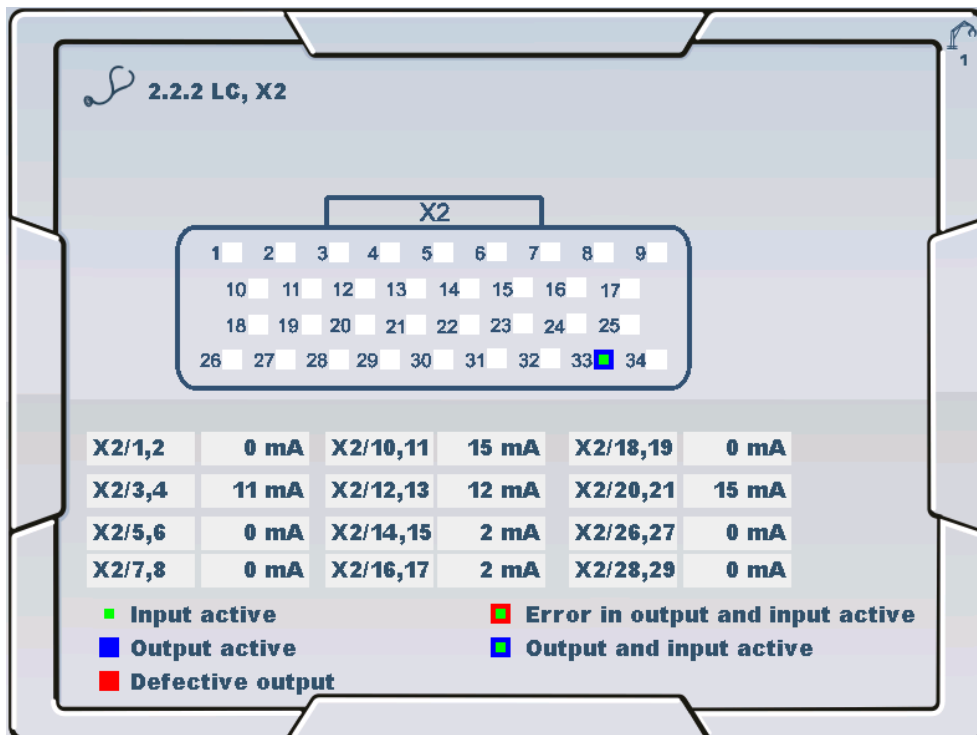 1
2.2.2 LC, X2
X2
1 2 3 4 5 6 7 8 9
10 11 12 13 14 15 16 17
18 19 20 21 22 23 24 25
26 27 28 29 30 31 32 33 34
X2/1,2 0 mA X2/10,11 15 mA X2/18,19 0 mA
X2/3,4 11 mA X2/12,13 12 mA X2/20,21 15 mA
X2/5,6 0 mA X2/14,15 2 mA X2/26,27 0 mA
X2/7,8 0 mA X2/16,17 2 mA X2/28,29 0 mA
Input active Error in output and input active
Output active Output and input active
Defective output